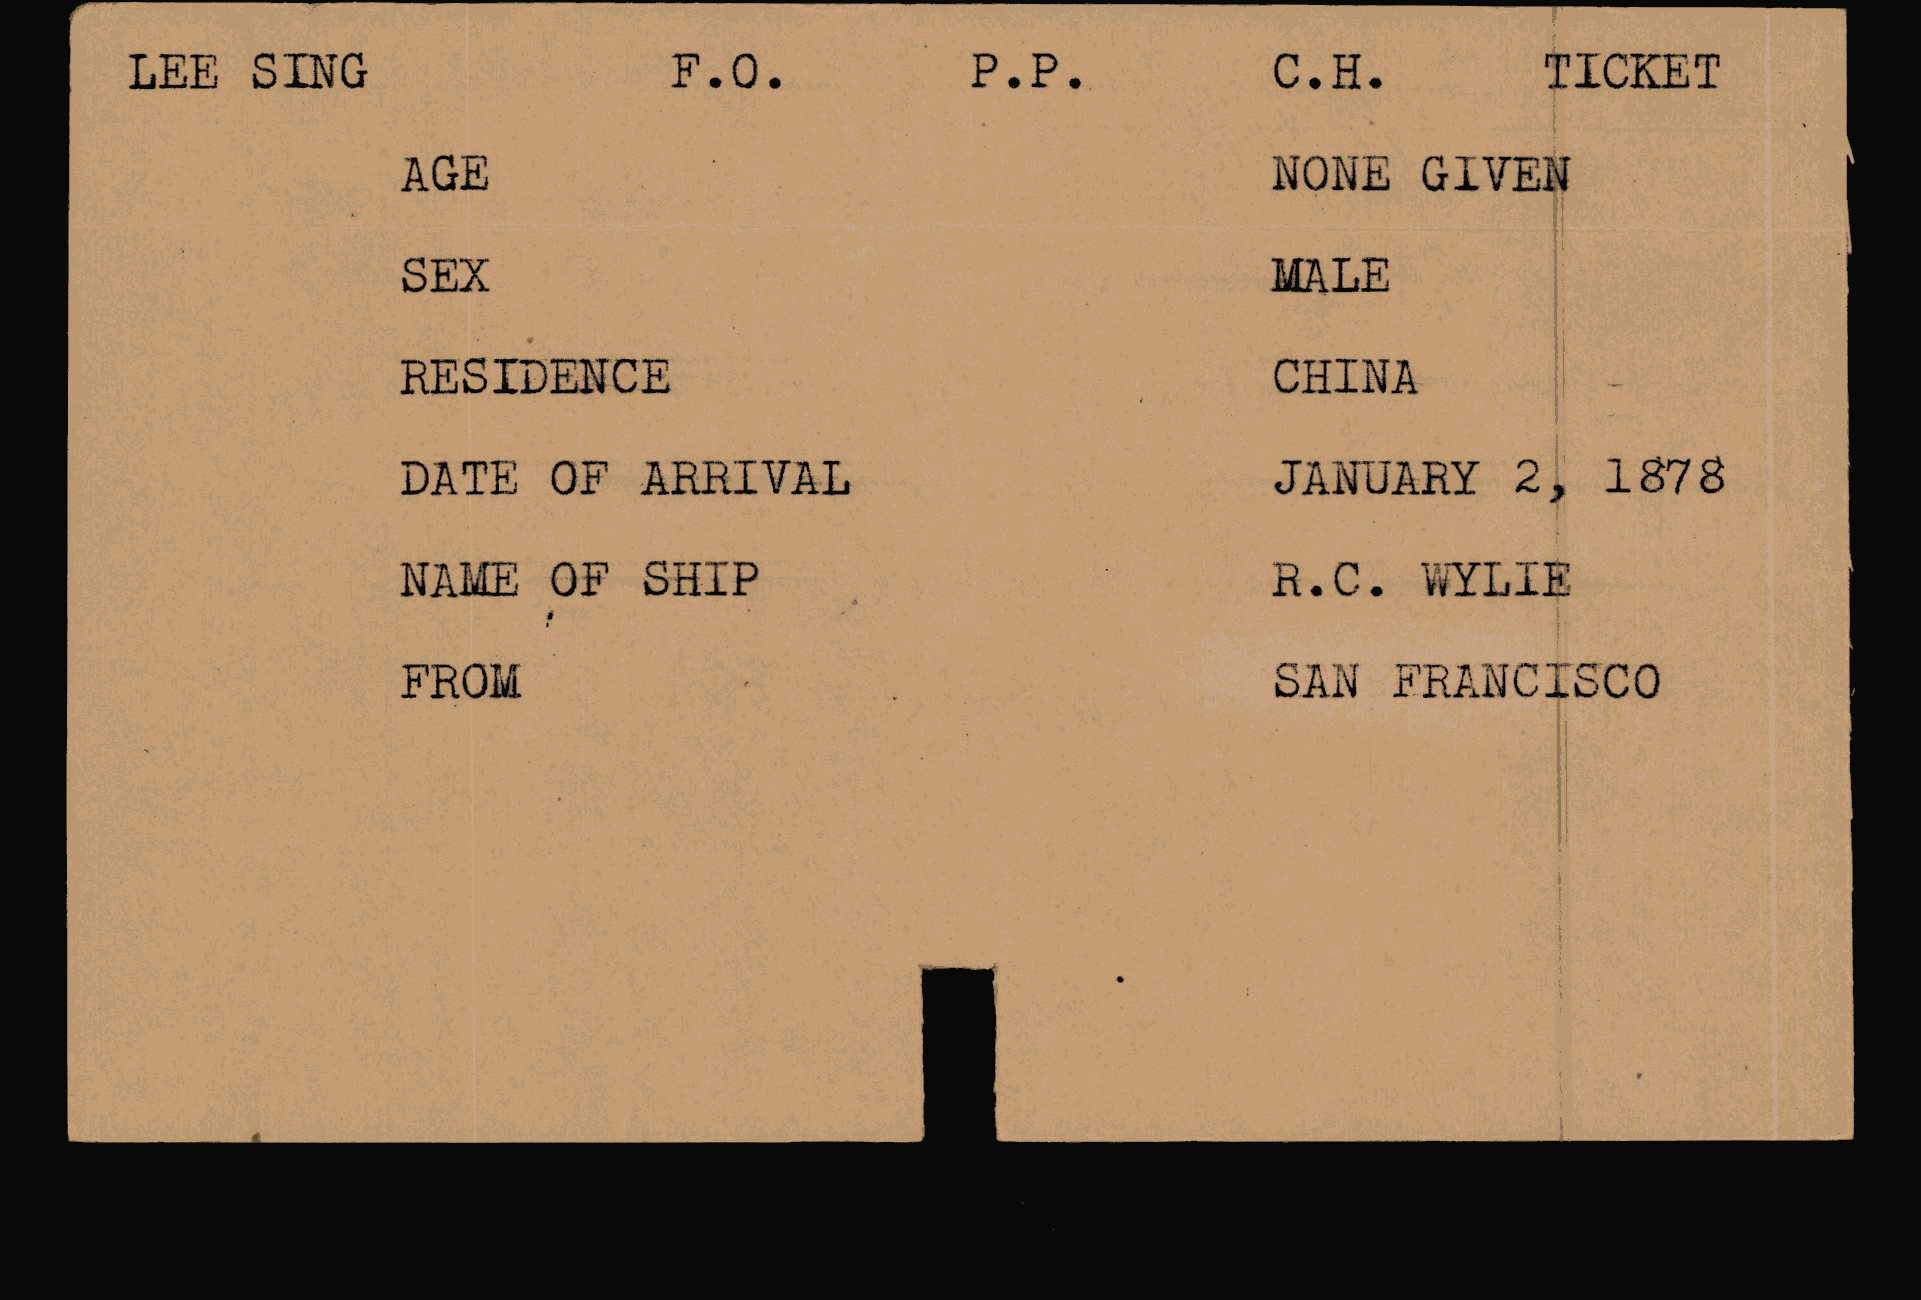 LEE SING F.O. P.P. C.H. TICKET
AGE NONE GIVEN
SEX MALE
RESIDENCE CHINA
DATE OF ARRIVAL JANUARY 2, 1878
NAME OF SHIP R.C. WYLIE
FROM SAN FRANCISCO